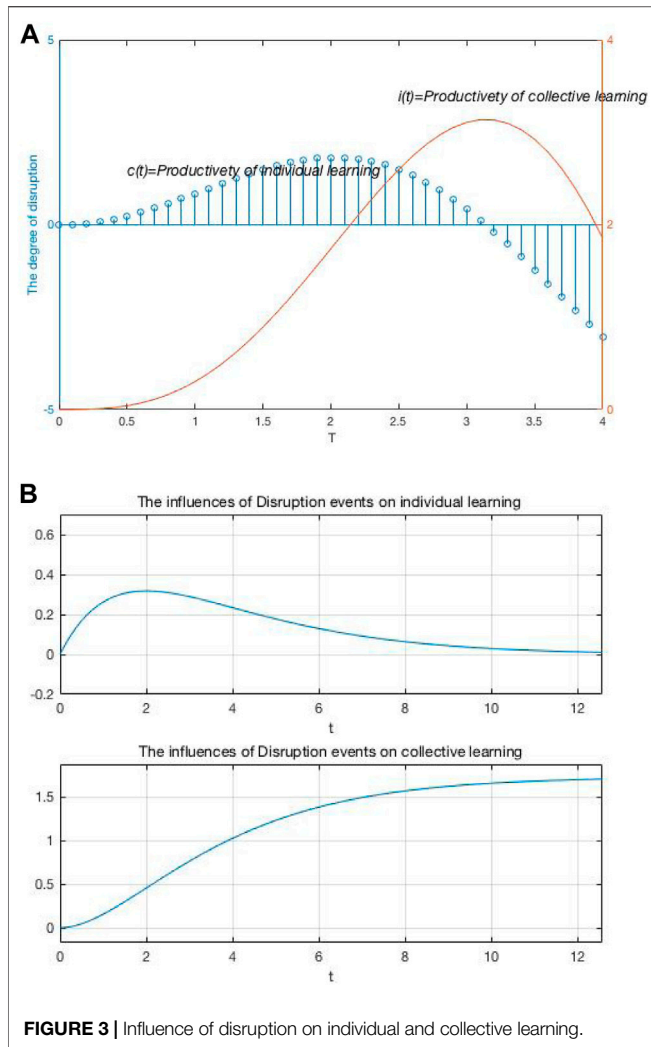 A
5
4
i(t)=Productivety of collective learning
c(t)=Productivety of individual learning
The degree of disruption
0
2
-5
0
0 0.5 1 1.5 2 2.5 3 3.5 4
T
B
The influences of Disruption events on individual learning
0.6
0.4
0.2
0
-0.2
0 2 4 6 8 10 12
t
The influences of Disruption events on collective learning
1.5
1
0.5
0
0 2 4 6 8 10 12
t
FIGURE 3 | Influence of disruption on individual and collective learning.